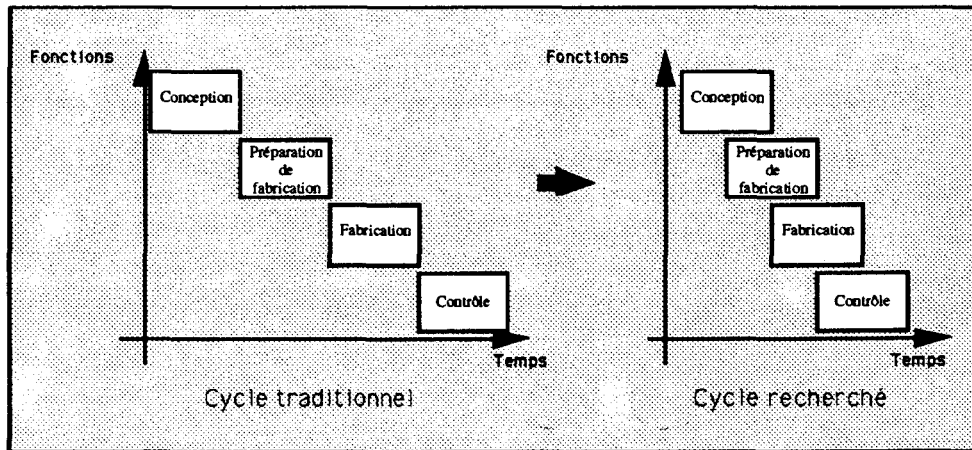 Fonctions
Conception
Préparation
de
fabrication
Fabrication
Contrôle
Temps
Cycle traditionnel
Fonctions
Conception
Préparation
de
fabrication
Fabrication
Contrôle
Temps
Cycle recherché